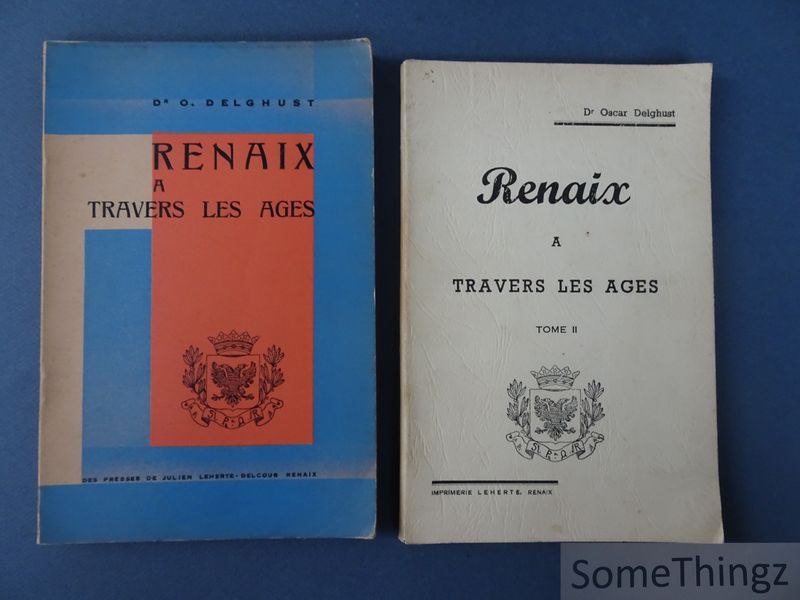 Dʀ O. DELGHUST
RENAIX
A
TRAVERS LES AGES
S. P. Q. R.
DES PRESSES DE JULIEN LEHERTE-DELCOUR RENAIX
Dʳ Oscar Delghust
Renaix
A
TRAVERS LES AGES
TOME II
S. P. Q. R.
IMPRIMERIE LEHERTE, RENAIX
SomeThingz